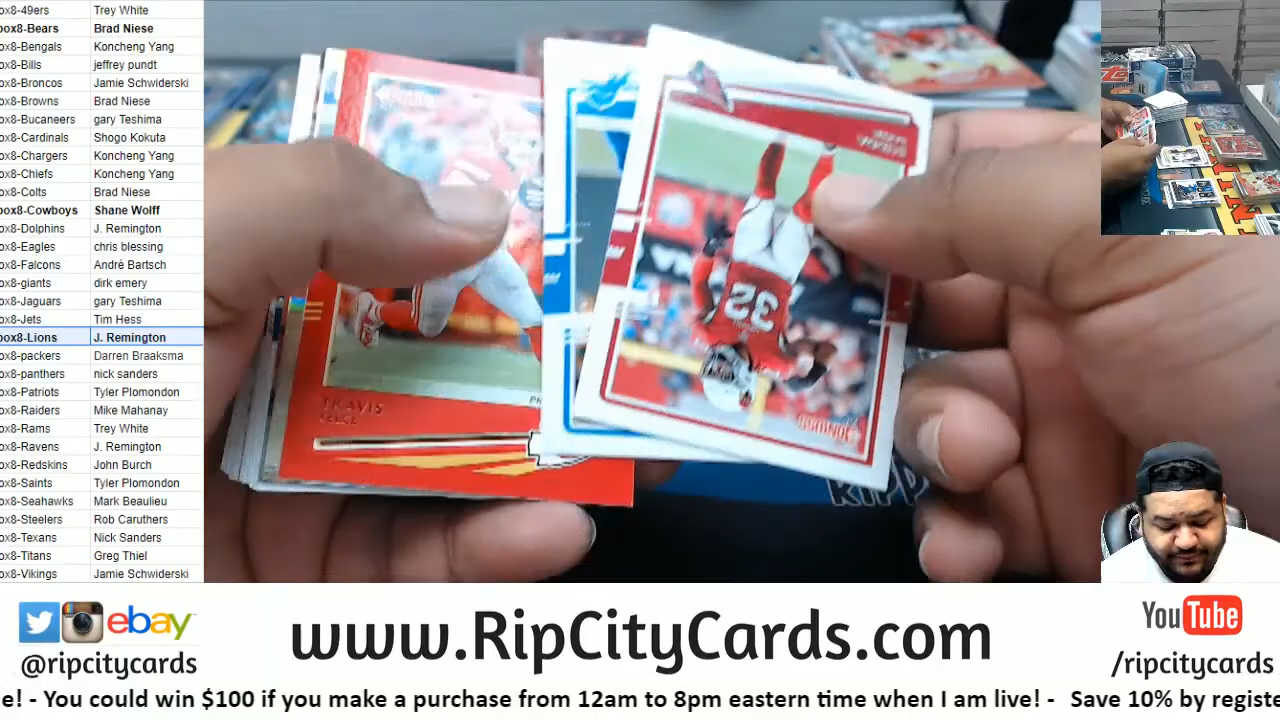 ox8-49ers Trey White
oox8-Bears Brad Niese
ox8-Bengals Koncheng Yang
ox8-Bills jeffrey pundt
ox8-Broncos Jamie Schwiderski
ox8-Browns Brad Niese
ox8-Bucaneers gary Teshima
ox8-Cardinals Shogo Kokuta
ox8-Chargers Koncheng Yang
ox8-Chiefs Koncheng Yang
ox8-Colts Brad Niese
oox8-Cowboys Shane Wolff
ox8-Dolphins J. Remington
ox8-Eagles chris blessing
ox8-Falcons André Bartsch
ox8-giants dirk emery
ox8-Jaguars gary Teshima
ox8-Jets Tim Hess
oox8-Lions J. Remington
ox8-packers Darren Braaksma
ox8-panthers nick sanders
ox8-Patriots Tyler Plomondon
ox8-Raiders Mike Mahanay
ox8-Rams Trey White
ox8-Ravens J. Remington
ox8-Redskins John Burch
ox8-Saints Tyler Plomondon
ox8-Seahawks Mark Beaulieu
ox8-Steelers Rob Caruthers
ox8-Texans Nick Sanders
ox8-Titans Greg Thiel
ox8-Vikings Jamie Schwiderski
TRAVIS
KELCE
32
DONRUSS
RIPP
ebay
@ripcitycards
www.RipCityCards.com
YouTube
/ripcitycards
e! - You could win $100 if you make a purchase from 12am to 8pm eastern time when I am live! - Save 10% by registe